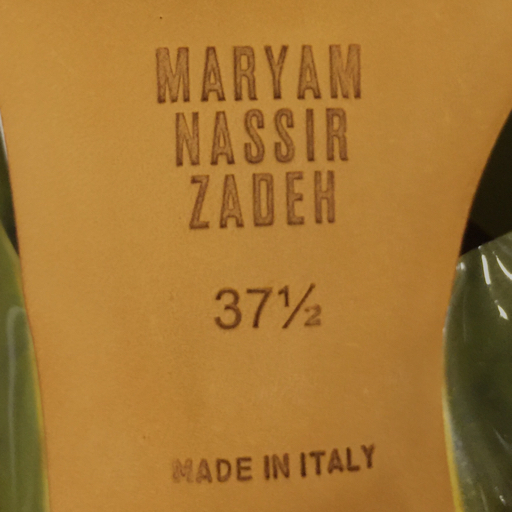 MARYAM
NASSIR
ZADEH
37½
MADE IN ITALY